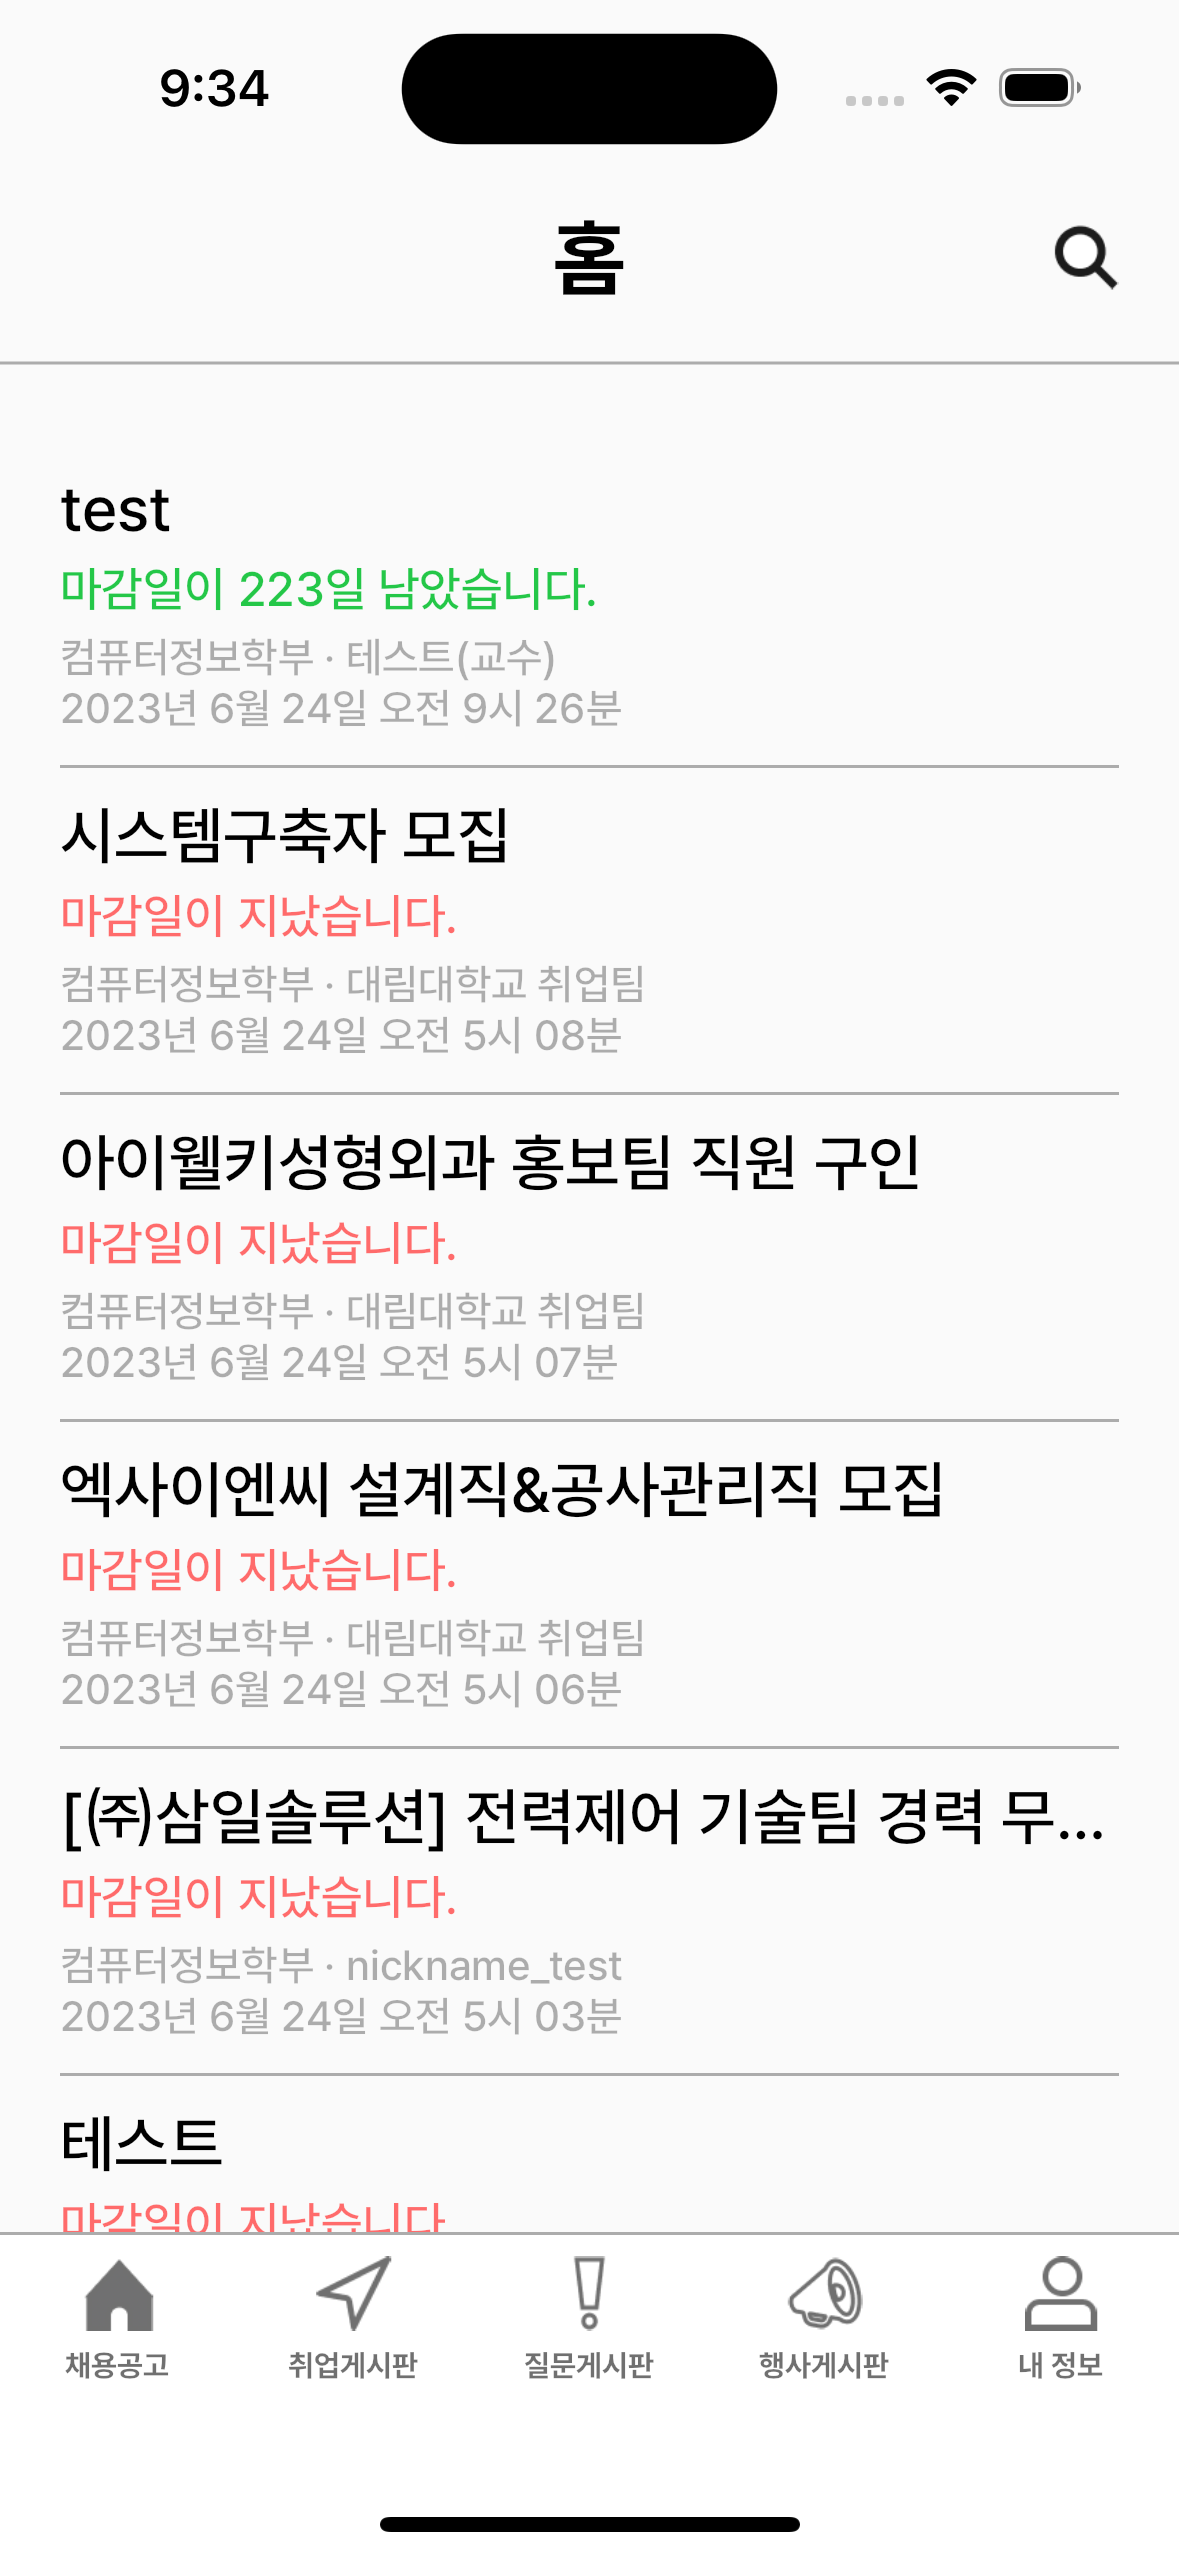 9:34
홈
test
마감일이 223일 남았습니다.
컴퓨터정보학부 · 테스트(교수)
2023년 6월 24일 오전 9시 26분
시스템구축자 모집
마감일이 지났습니다.
컴퓨터정보학부 · 대림대학교 취업팀
2023년 6월 24일 오전 5시 08분
아이웰키성형외과 홍보팀 직원 구인
마감일이 지났습니다.
컴퓨터정보학부 · 대림대학교 취업팀
2023년 6월 24일 오전 5시 07분
엑사이엔씨 설계직&공사관리직 모집
마감일이 지났습니다.
컴퓨터정보학부 · 대림대학교 취업팀
2023년 6월 24일 오전 5시 06분
[㈜삼일솔루션] 전력제어 기술팀 경력 무...
마감일이 지났습니다.
컴퓨터정보학부 · nickname_test
2023년 6월 24일 오전 5시 03분
테스트
마감일이 지났습니다
채용공고 취업게시판 질문게시판 행사게시판 내 정보